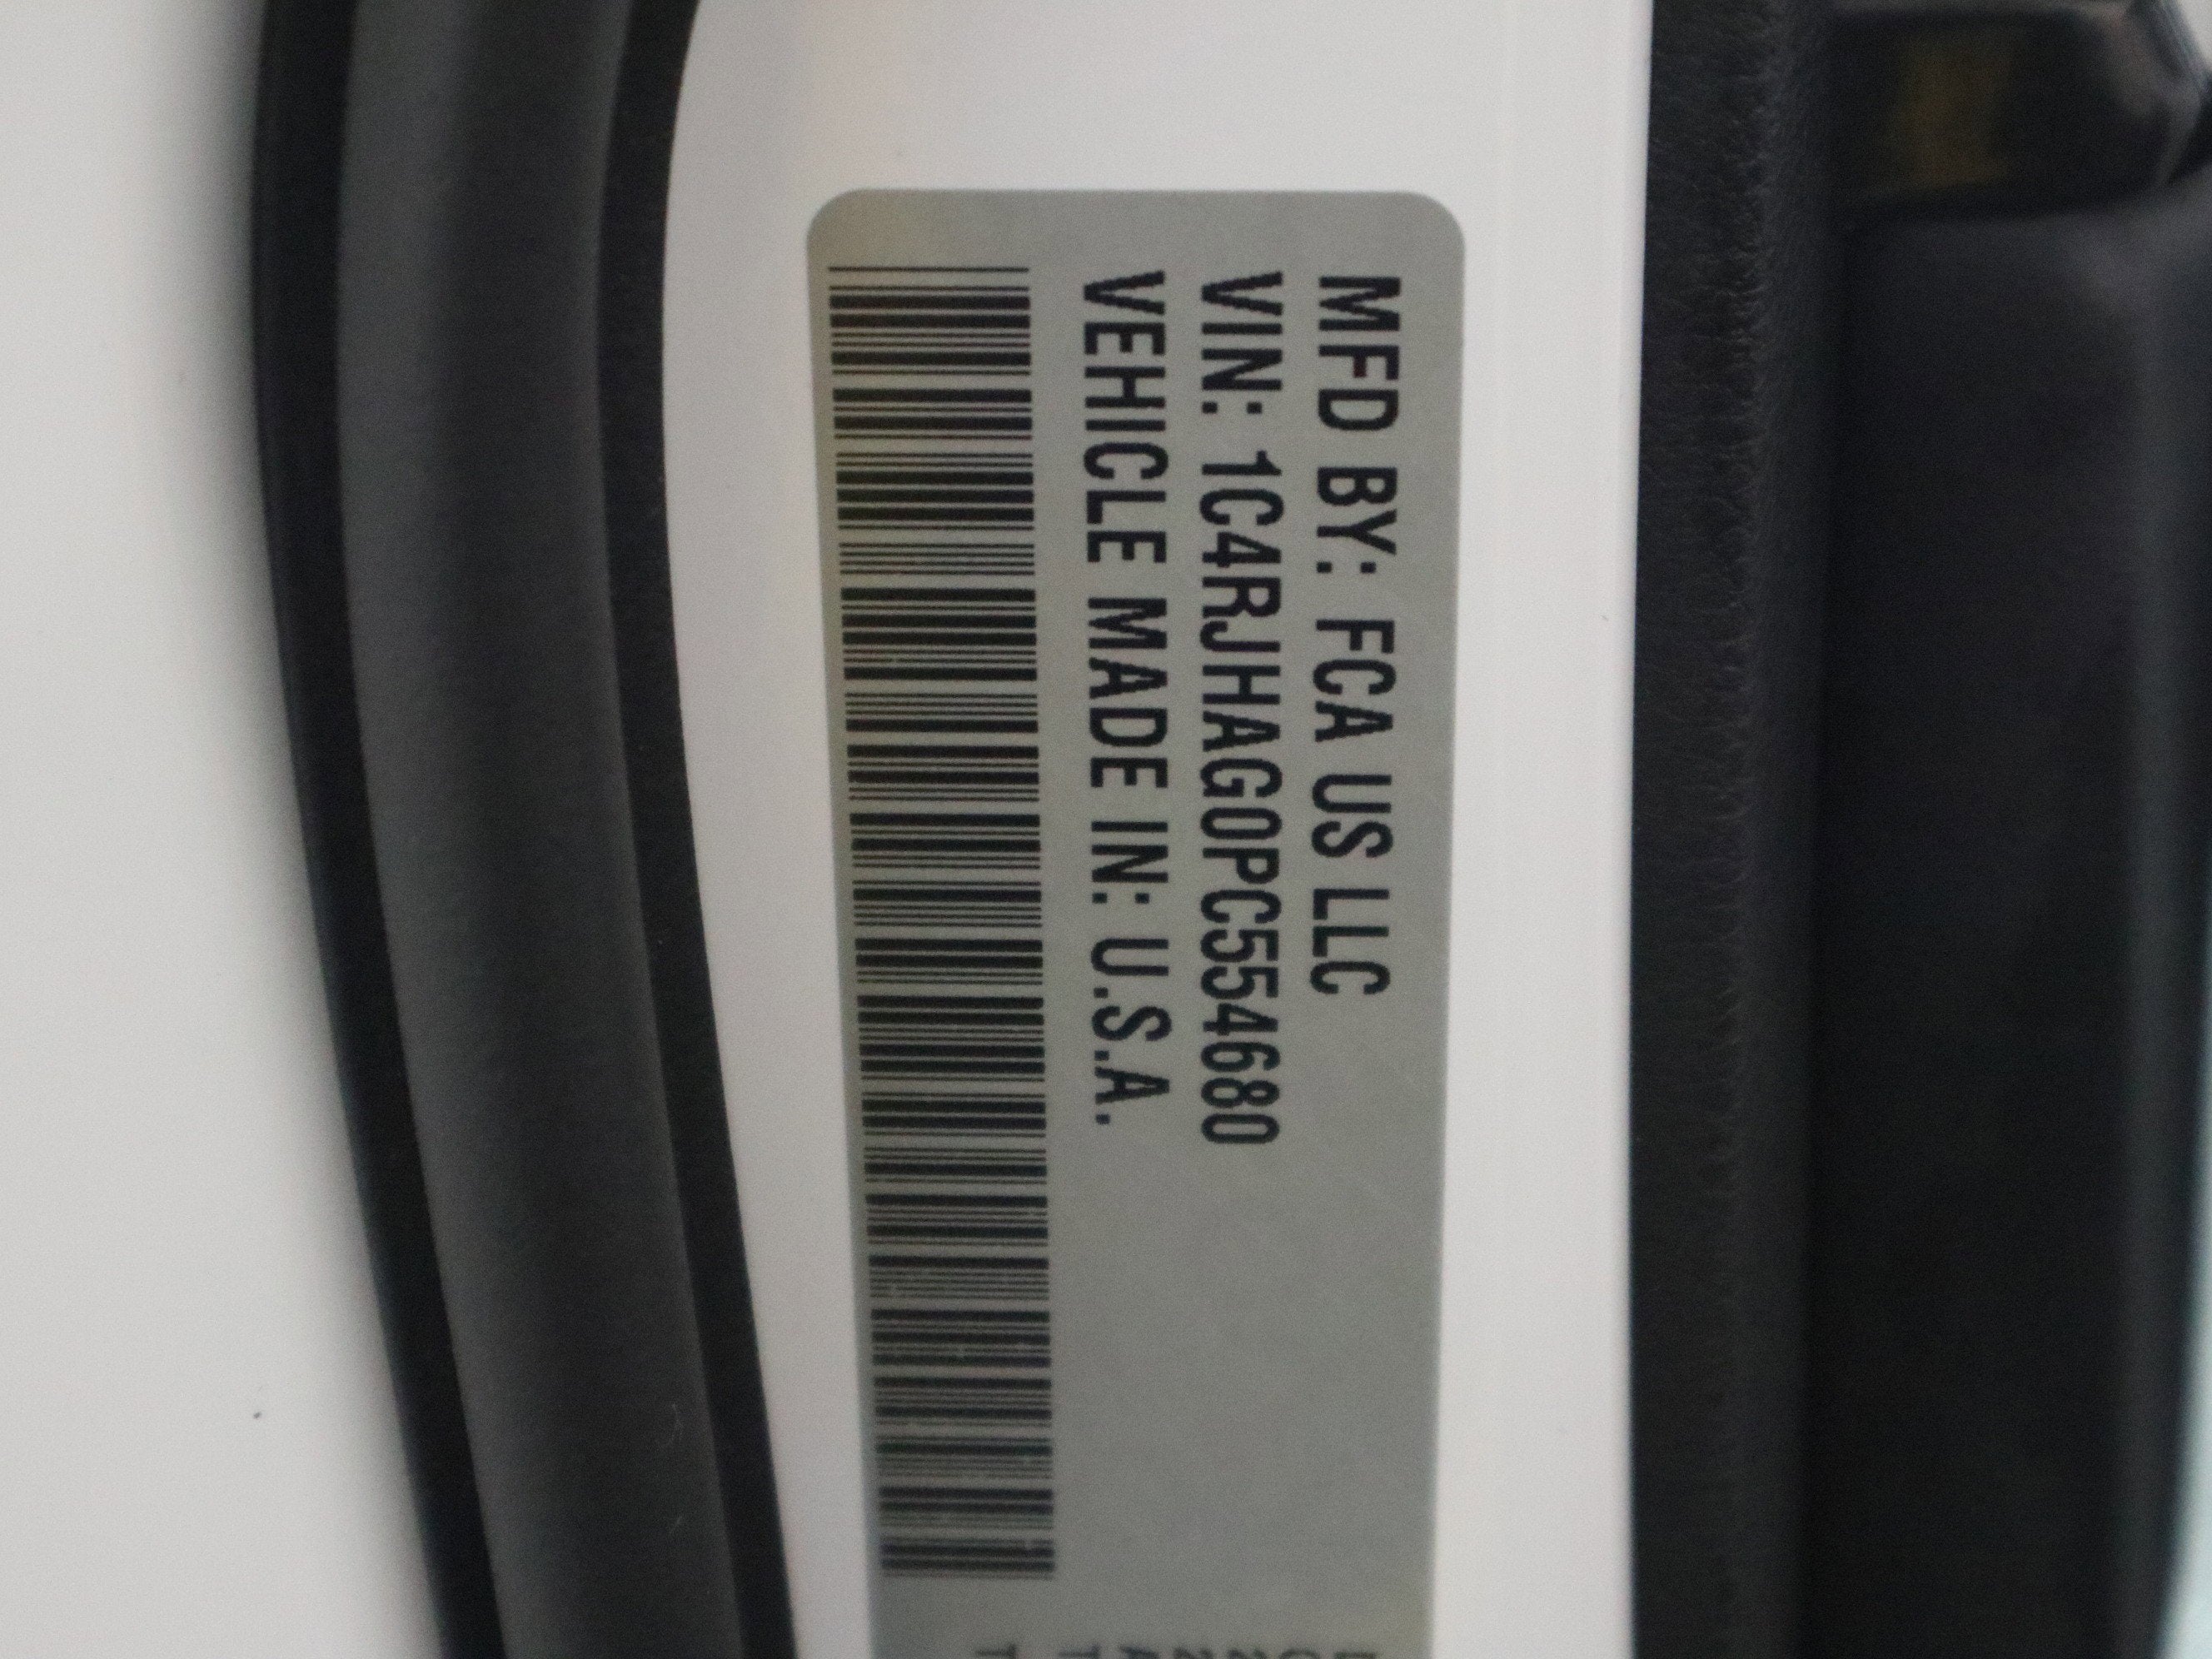 MFD BY: FCA US LLC
VIN: 1C4RJHAG0PC554680
VEHICLE MADE IN: U.S.A.